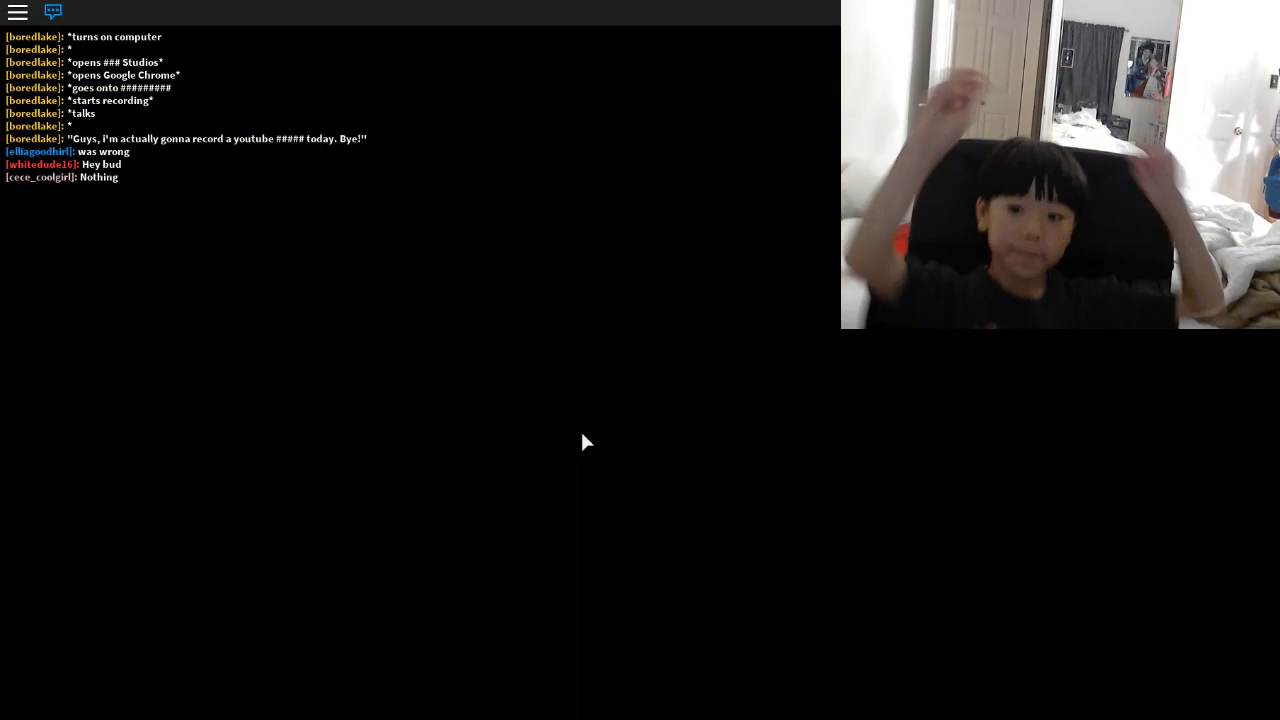 [boredlake]: *turns on computer
[boredlake]: *
[boredlake]: *opens ### Studios*
[boredlake]: *opens Google Chrome*
[boredlake]: *goes onto #########
[boredlake]: *starts recording*
[boredlake]: *talks
[boredlake]: *
[boredlake]: "Guys, i'm actually gonna record a youtube ##### today. Bye!"
[elliagoodhirl]: was wrong
[whitedude16]: Hey bud
[cece_coolgirl]: Nothing